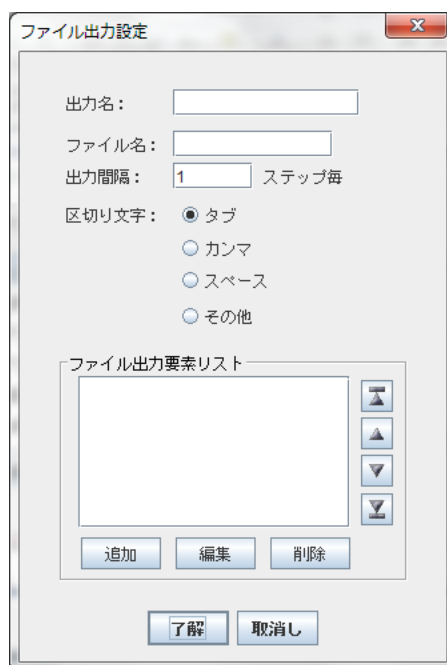 ファイル出力設定
出力名：
ファイル名：
出力間隔： 1 ステップ毎
区切り文字： タブ
カンマ
スペース
その他
ファイル出力要素リスト
追加 編集 削除
了解 取消し